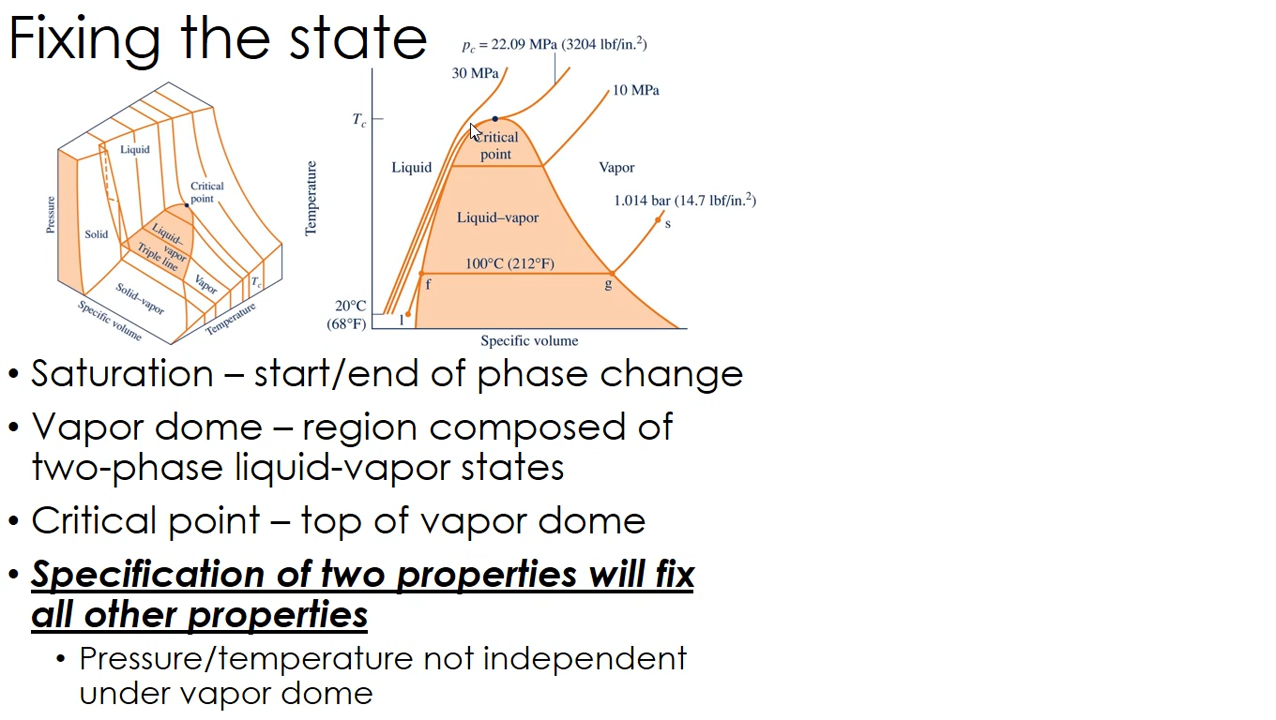 Fixing the state
Pressure
Liquid
Critical
point
Solid
Liquid–
vapor
Triple line
Vapor
Tc
Solid–vapor
Specific volume
Temperature
pc = 22.09 MPa (3204 lbf/in.²)
30 MPa
10 MPa
Tc
Critical
point
Liquid
Vapor
Temperature
1.014 bar (14.7 lbf/in.²)
s
Liquid–vapor
100°C (212°F)
f
g
20°C
(68°F)
l
Specific volume
• Saturation – start/end of phase change
• Vapor dome – region composed of
two-phase liquid-vapor states
• Critical point – top of vapor dome
• Specification of two properties will fix
all other properties
• Pressure/temperature not independent
under vapor dome